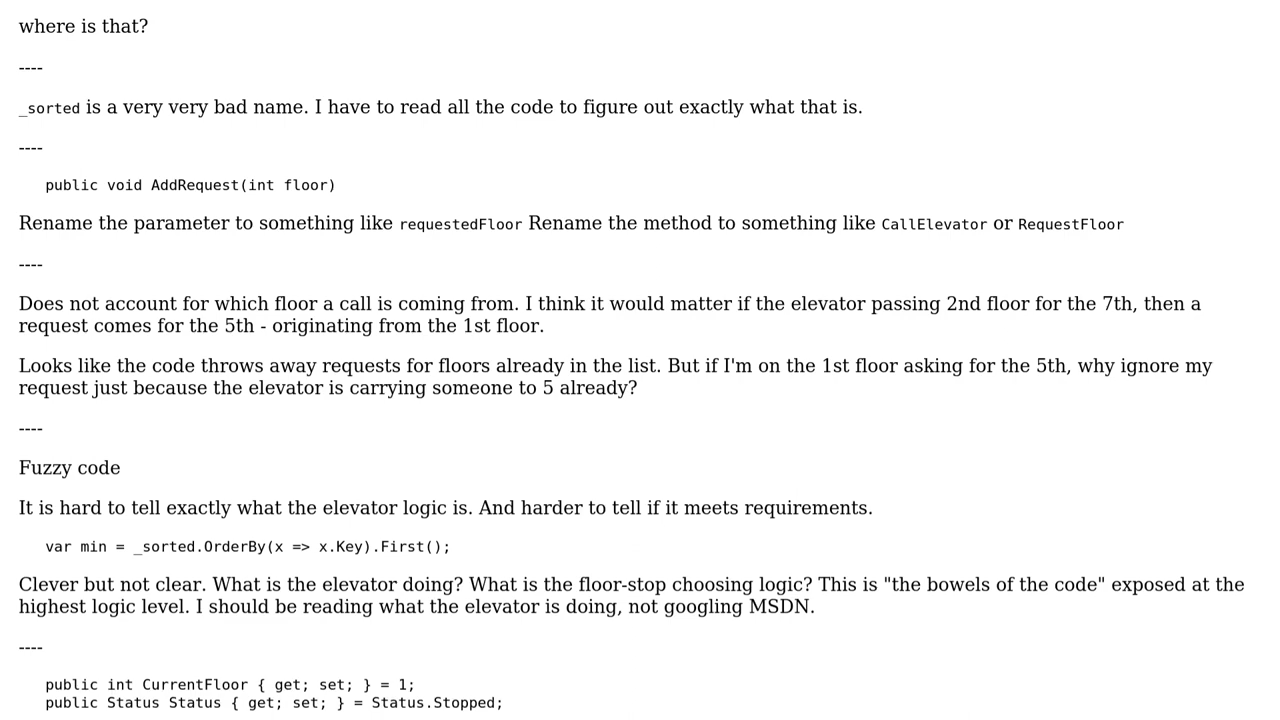 where is that?
----
_sorted is a very very bad name. I have to read all the code to figure out exactly what that is.
----
public void AddRequest(int floor)
Rename the parameter to something like requestedFloor Rename the method to something like CallElevator or RequestFloor
----
Does not account for which floor a call is coming from. I think it would matter if the elevator passing 2nd floor for the 7th, then a
request comes for the 5th - originating from the 1st floor.
Looks like the code throws away requests for floors already in the list. But if I'm on the 1st floor asking for the 5th, why ignore my
request just because the elevator is carrying someone to 5 already?
----
Fuzzy code
It is hard to tell exactly what the elevator logic is. And harder to tell if it meets requirements.
var min = _sorted.OrderBy(x => x.Key).First();
Clever but not clear. What is the elevator doing? What is the floor-stop choosing logic? This is "the bowels of the code" exposed at the
highest logic level. I should be reading what the elevator is doing, not googling MSDN.
----
public int CurrentFloor { get; set; } = 1;
public Status Status { get; set; } = Status.Stopped;